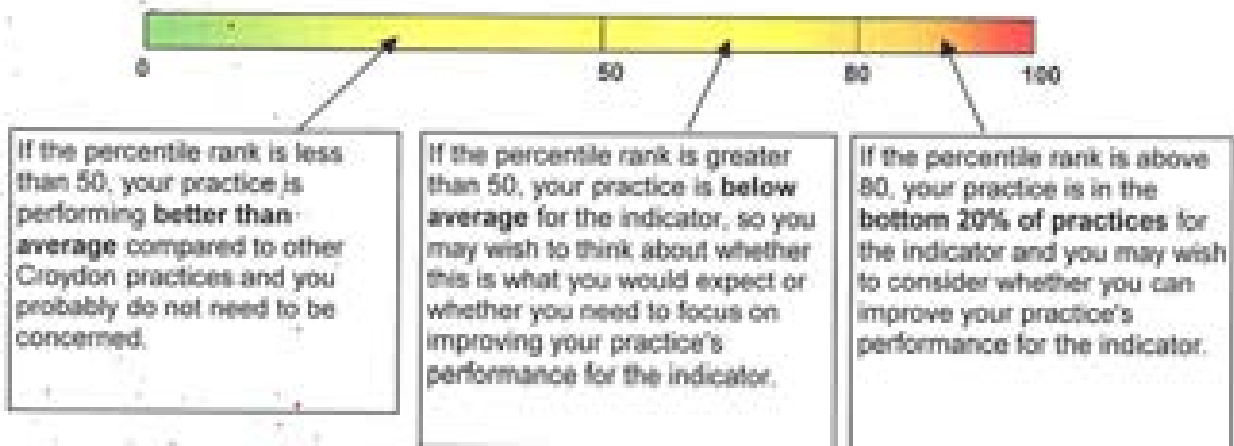 0 50 80 100
If the percentile rank is less
than 50, your practice is
performing better than
average compared to other
Croydon practices and you
probably do not need to be
concerned.
If the percentile rank is greater
than 50, your practice is below
average for the indicator, so you
may wish to think about whether
this is what you would expect or
whether you need to focus on
improving your practice's
performance for the indicator.
If the percentile rank is above
80, your practice is in the
bottom 20% of practices for
the indicator and you may wish
to consider whether you can
improve your practice's
performance for the indicator.